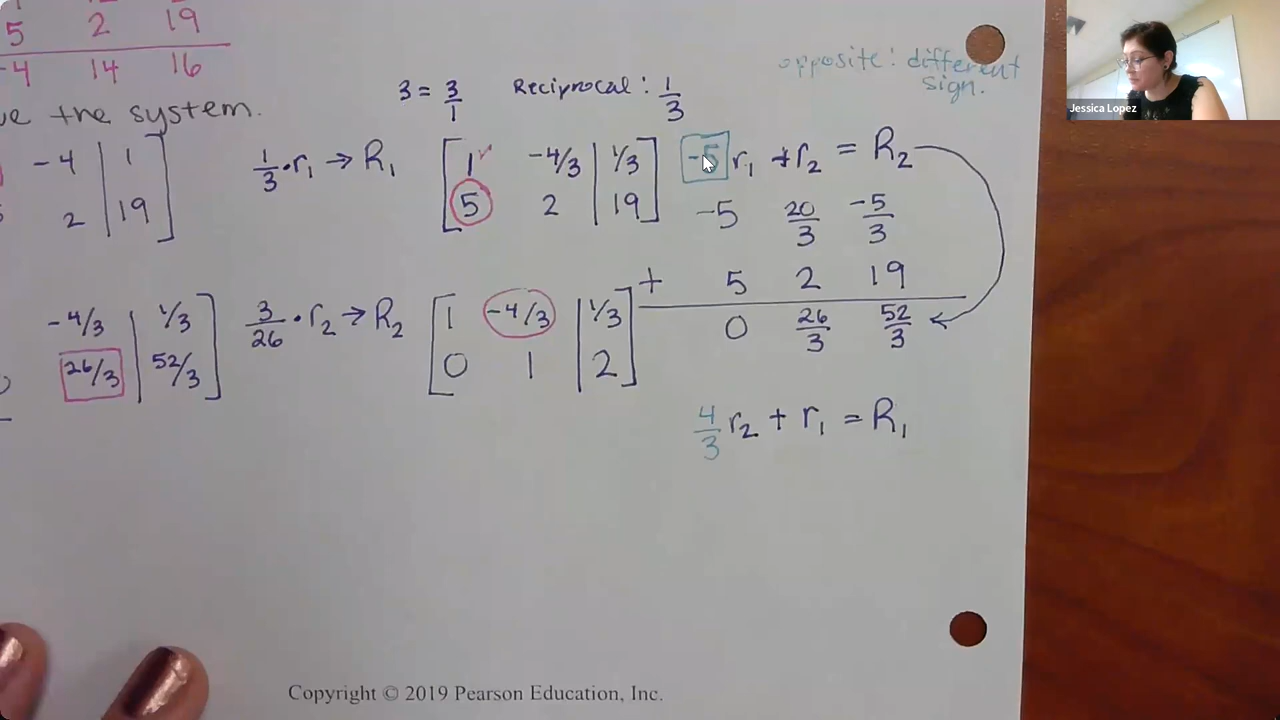 5 2 19
-4 14 16
opposite: different sign.
3 = 3/1 Reciprocal: 1/3
ve the system.
-4 | 1
2 | 19
1/3 · r1 → R1
1 -4/3 | 1/3
5 2 | 19
-5 r1 + r2 = R2
-5 20/3 -5/3
+ 5 2 19
0 26/3 52/3
-4/3 | 1/3
26/3 | 52/3
3/26 · r2 → R2
1 -4/3 | 1/3
0 1 | 2
4/3 r2 + r1 = R1
Copyright © 2019 Pearson Education, Inc.
Jessica Lopez